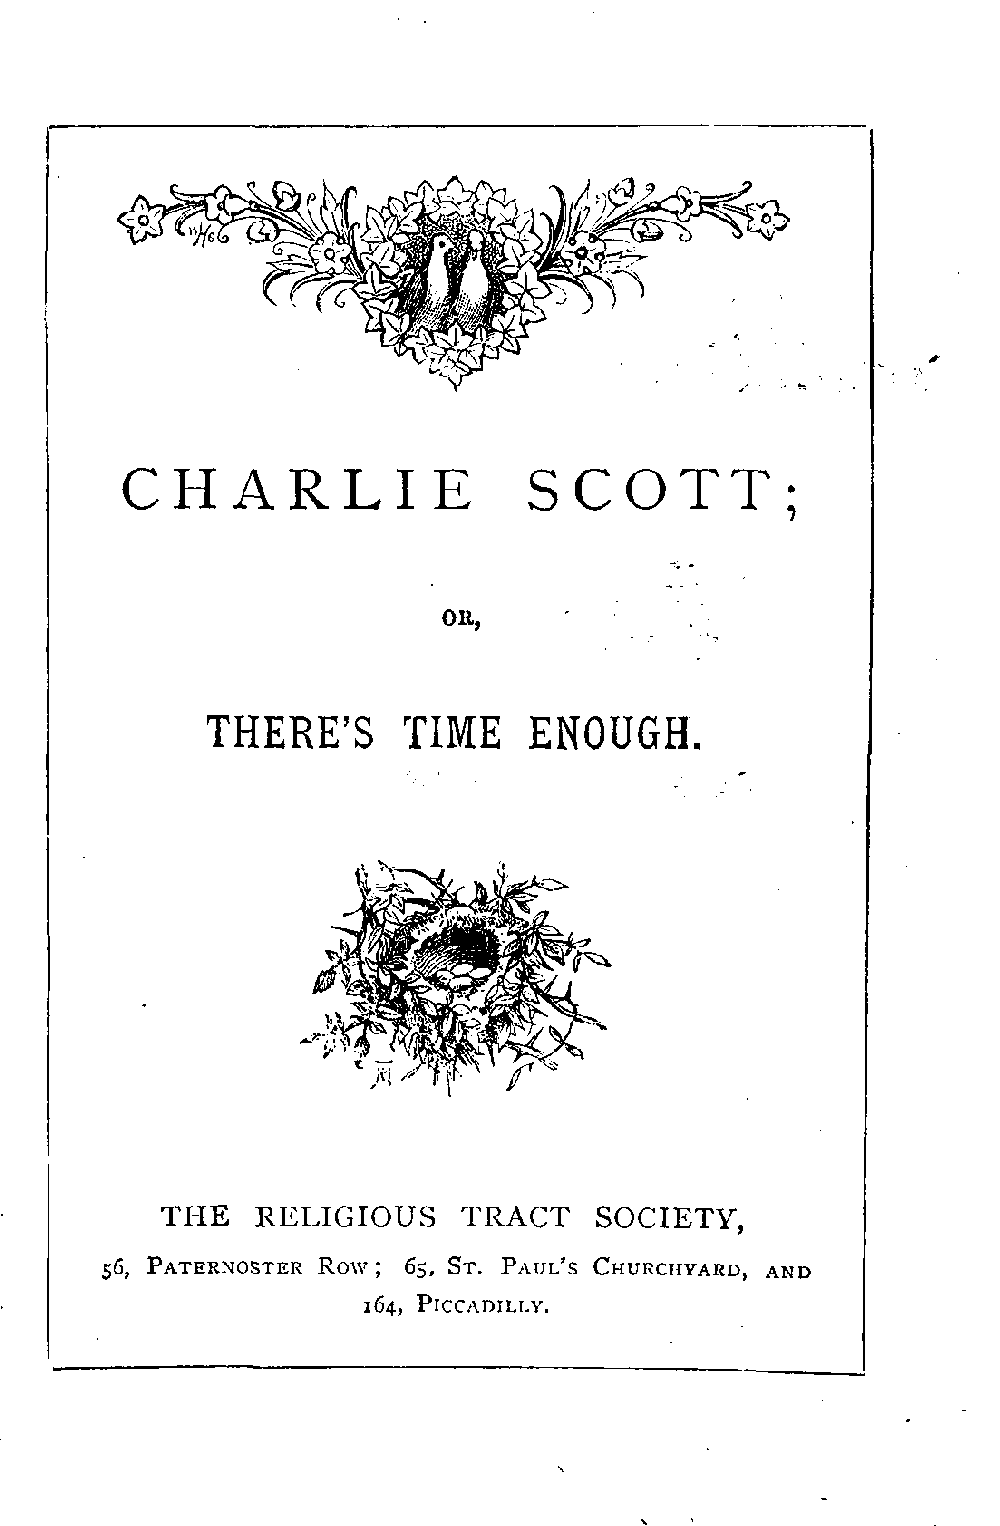 CHARLIE SCOTT;
OR,
THERE'S TIME ENOUGH.
THE RELIGIOUS TRACT SOCIETY,
56, PATERNOSTER ROW; 65, ST. PAUL'S CHURCHYARD, AND
164, PICCADILLY.